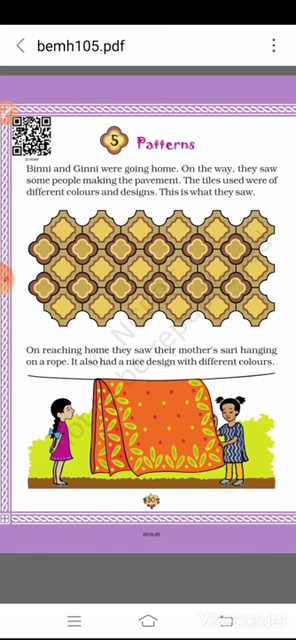 bemh105.pdf
5 Patterns
Binni and Ginni were going home. On the way, they saw
some people making the pavement. The tiles used were of
different colours and designs. This is what they saw.
On reaching home they saw their mother's sari hanging
on a rope. It also had a nice design with different colours.
2019-20